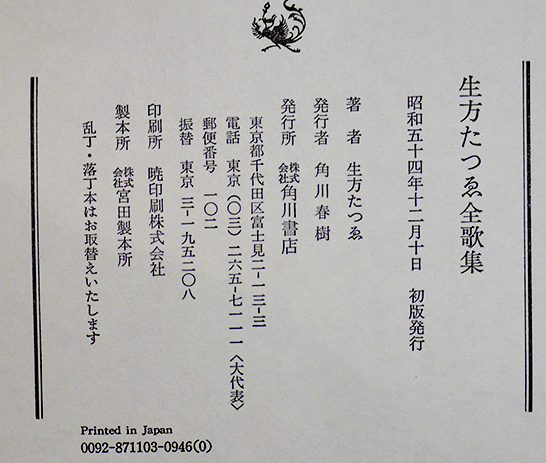 生方たつゑ全歌集
昭和五十四年十二月十日 初版発行
著者 生方たつゑ
発行者 角川春樹
発行所 株式会社角川書店
東京都千代田区富士見二-一三-三
電話 東京(〇三)二六五-七一一一〈大代表〉
郵便番号 一〇二
振替 東京 三-一九五二〇八
印刷所 暁印刷株式会社
製本所 株式会社宮田製本所
乱丁・落丁本はお取替えいたします
Printed in Japan
0092-871103-0946(0)